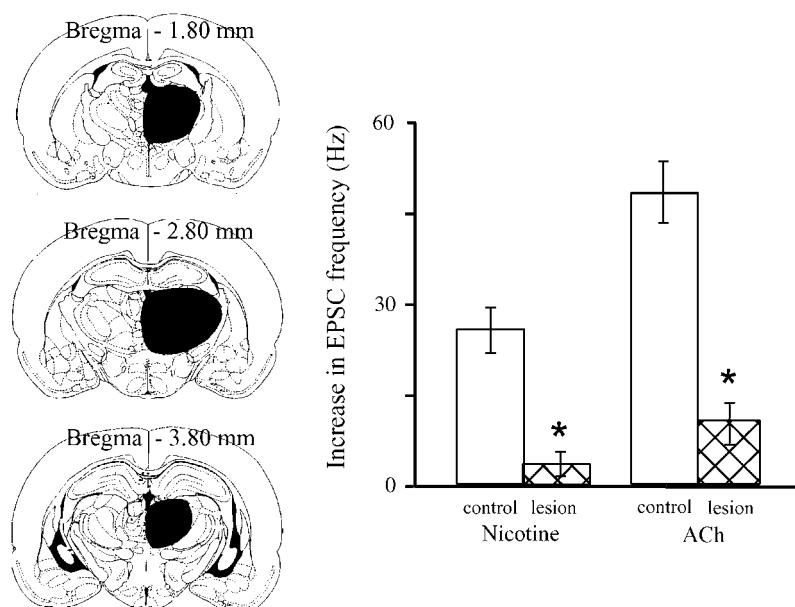 Bregma - 1.80 mm
Bregma - 2.80 mm
Bregma - 3.80 mm
Increase in EPSC frequency (Hz)
60
30
0
*
*
control lesion control lesion
Nicotine ACh